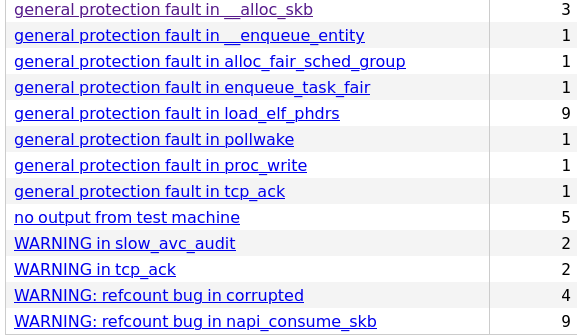 general protection fault in __alloc_skb 3
general protection fault in __enqueue_entity 1
general protection fault in alloc_fair_sched_group 1
general protection fault in enqueue_task_fair 1
general protection fault in load_elf_phdrs 9
general protection fault in pollwake 1
general protection fault in proc_write 1
general protection fault in tcp_ack 1
no output from test machine 5
WARNING in slow_avc_audit 2
WARNING in tcp_ack 2
WARNING: refcount bug in corrupted 4
WARNING: refcount bug in napi_consume_skb 9